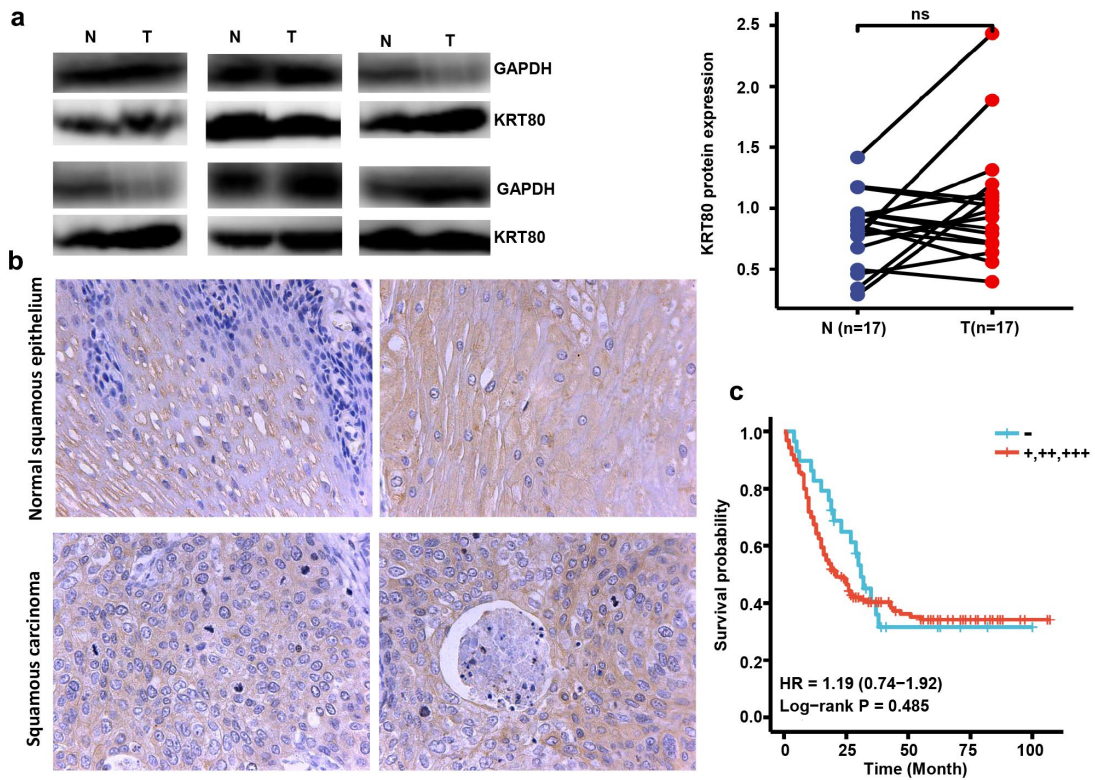 a
N T N T N T
GAPDH
KRT80
GAPDH
KRT80
KRT80 protein expression
2.5
2.0
1.5
1.0
0.5
ns
N (n=17) T(n=17)
b
Normal squamous epithelium
Squamous carcinoma
c
Survival probability
1.0
0.8
0.6
0.4
0.2
0.0
-
+,++,+++
HR = 1.19 (0.74−1.92)
Log−rank P = 0.485
0 25 50 75 100
Time (Month)